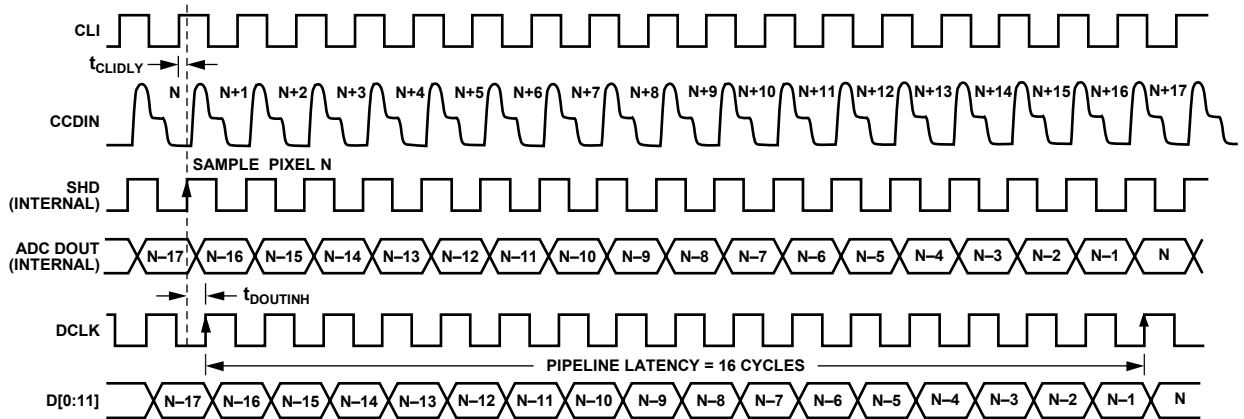 CLI
tCLIDLY
N N+1 N+2 N+3 N+4 N+5 N+6 N+7 N+8 N+9 N+10 N+11 N+12 N+13 N+14 N+15 N+16 N+17
CCDIN
SAMPLE PIXEL N
SHD
(INTERNAL)
ADC DOUT
(INTERNAL)
N–17 N–16 N–15 N–14 N–13 N–12 N–11 N–10 N–9 N–8 N–7 N–6 N–5 N–4 N–3 N–2 N–1 N
tDOUTINH
DCLK
PIPELINE LATENCY = 16 CYCLES
D[0:11] N–17 N–16 N–15 N–14 N–13 N–12 N–11 N–10 N–9 N–8 N–7 N–6 N–5 N–4 N–3 N–2 N–1 N